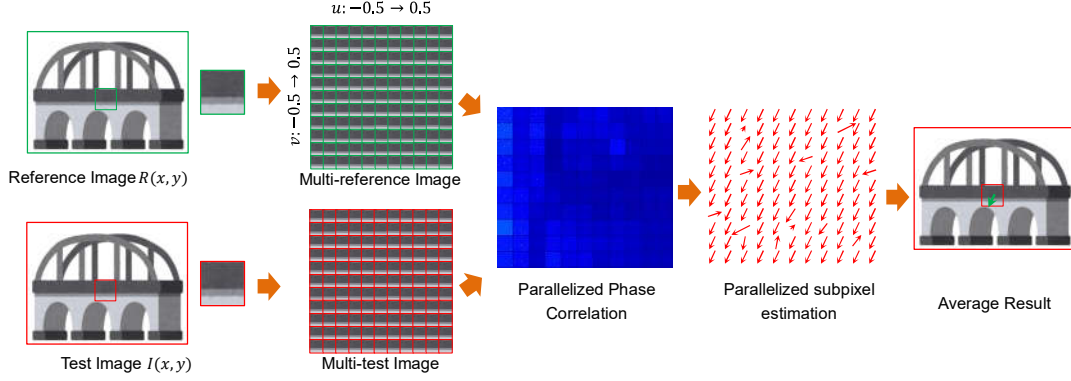 u: −0.5 → 0.5
v: −0.5 → 0.5
Reference Image R(x, y)
Multi-reference Image
Test Image I(x, y)
Multi-test Image
Parallelized Phase
Correlation
Parallelized subpixel
estimation
Average Result